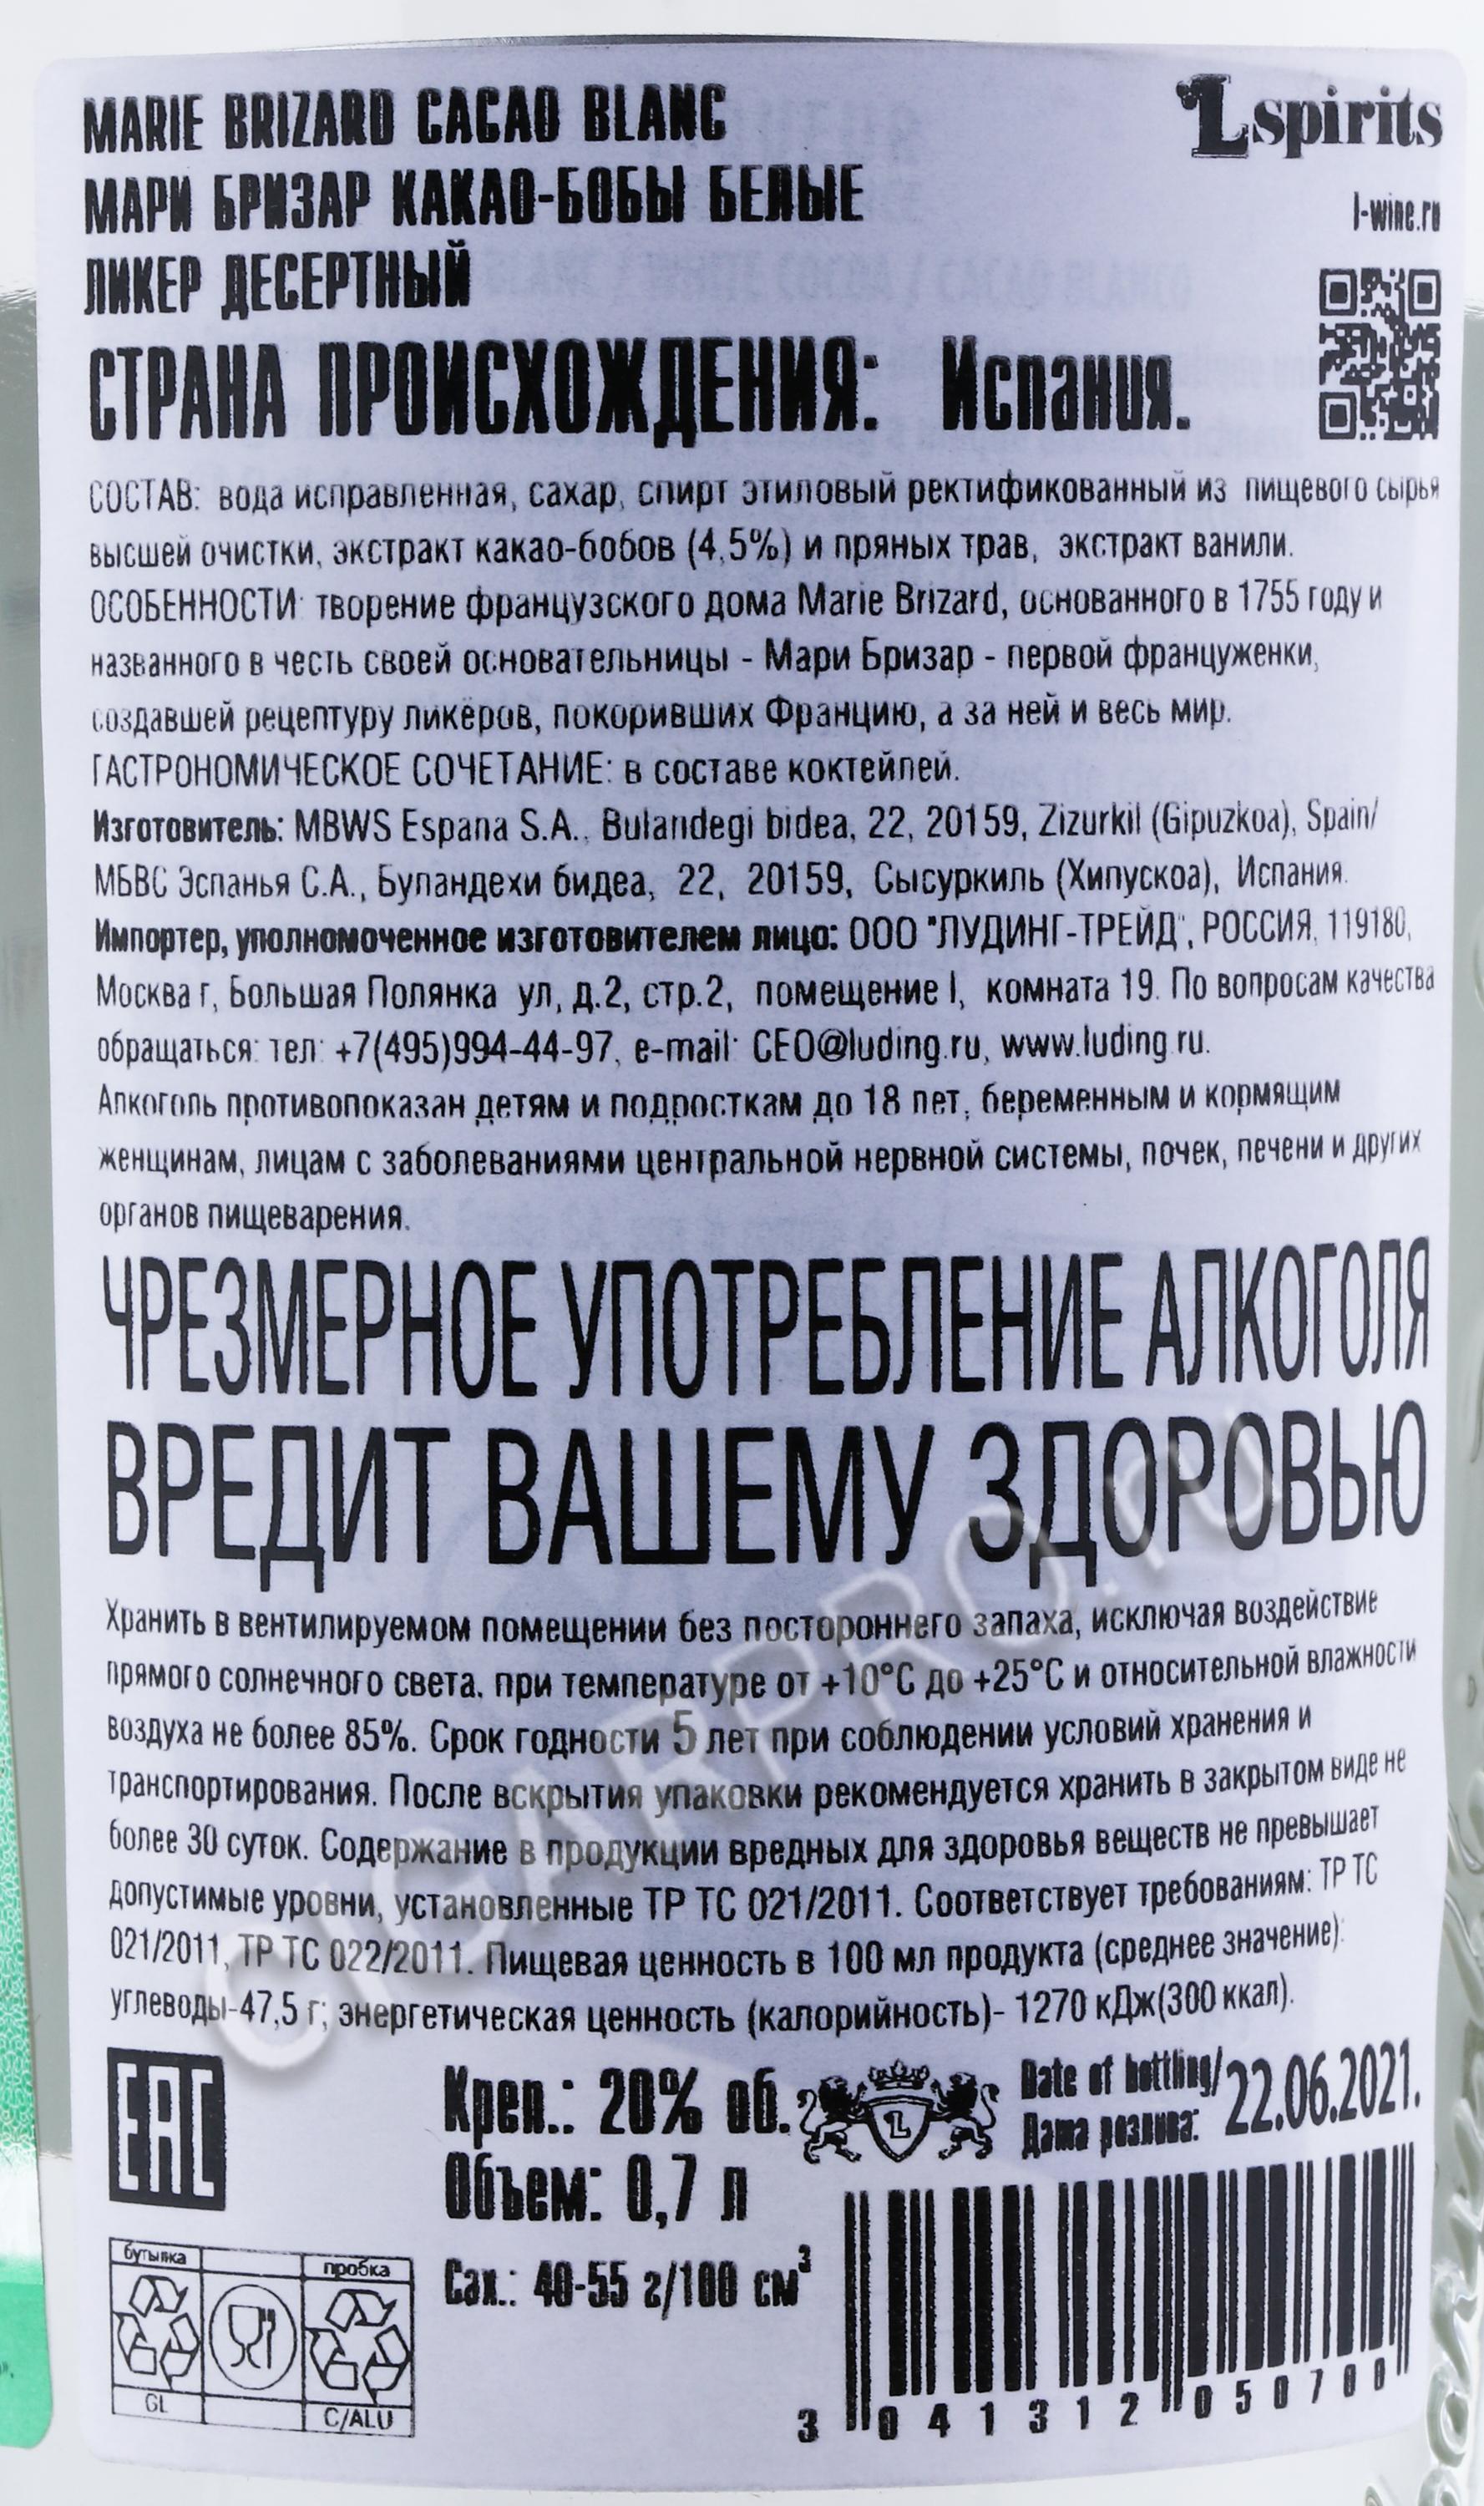 MARIE BRIZARD CACAO BLANC
МАРИ БРИЗАР КАКАО-БОБЫ БЕЛЫЕ
ЛИКЕР ДЕСЕРТНЫЙ
L spirits
l-wine.ru
СТРАНА ПРОИСХОЖДЕНИЯ: Испания.
СОСТАВ: вода исправленная, сахар, спирт этиловый ректификованный из пищевого сырья
высшей очистки, экстракт какао-бобов (4,5%) и пряных трав, экстракт ванили.
ОСОБЕННОСТИ: творение французского дома Marie Brizard, основанного в 1755 году и
названного в честь своей основательницы - Мари Бризар - первой француженки,
создавшей рецептуру ликёров, покоривших Францию, а за ней и весь мир.
ГАСТРОНОМИЧЕСКОЕ СОЧЕТАНИЕ: в составе коктейлей.
Изготовитель: MBWS Espana S.A., Bulandegi bidea, 22, 20159, Zizurkil (Gipuzkoa), Spain/
МБВС Эспанья С.А., Буландехи бидеа, 22, 20159, Сысуркиль (Хипускоа), Испания.
Импортер, уполномоченное изготовителем лицо: ООО "ЛУДИНГ-ТРЕЙД", РОССИЯ, 119180,
Москва г, Большая Полянка ул, д.2, стр.2, помещение I, комната 19. По вопросам качества
обращаться: тел: +7(495)994-44-97, e-mail: CEO@luding.ru, www.luding.ru.
Алкоголь противопоказан детям и подросткам до 18 лет, беременным и кормящим
женщинам, лицам с заболеваниями центральной нервной системы, почек, печени и других
органов пищеварения.
ЧРЕЗМЕРНОЕ УПОТРЕБЛЕНИЕ АЛКОГОЛЯ
ВРЕДИТ ВАШЕМУ ЗДОРОВЬЮ
Хранить в вентилируемом помещении без постороннего запаха, исключая воздействие
прямого солнечного света, при температуре от +10°С до +25°С и относительной влажности
воздуха не более 85%. Срок годности 5 лет при соблюдении условий хранения и
транспортирования. После вскрытия упаковки рекомендуется хранить в закрытом виде не
более 30 суток. Содержание в продукции вредных для здоровья веществ не превышает
допустимые уровни, установленные ТР ТС 021/2011. Соответствует требованиям: ТР ТС
021/2011, ТР ТС 022/2011. Пищевая ценность в 100 мл продукта (среднее значение):
углеводы-47,5 г; энергетическая ценность (калорийность)- 1270 кДж(300 ккал).
CIGARPRO.ru
EAC
Креп.: 20% об.
Объем: 0,7 л
Сах.: 40-55 г/100 см³
L
Date of bottling/
Дата розлива: 22.06.2021.
бутылка
пробка
GL
C/ALU
3 041312 050700